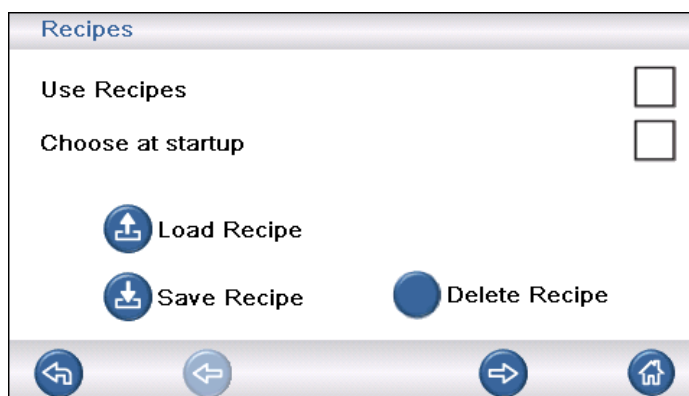 Recipes
Use Recipes
Choose at startup
Load Recipe
Save Recipe
Delete Recipe